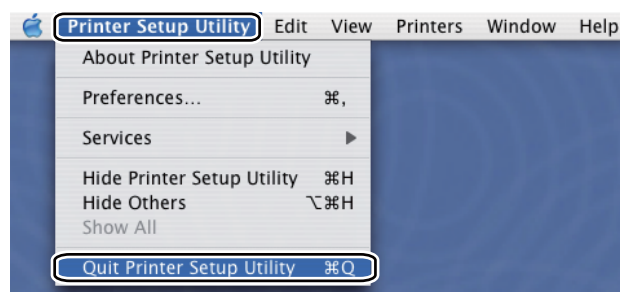 Printer Setup Utility Edit View Printers Window Help
About Printer Setup Utility
Preferences... ⌘,
Services ▶
Hide Printer Setup Utility ⌘H
Hide Others ⌥⌘H
Show All
Quit Printer Setup Utility ⌘Q